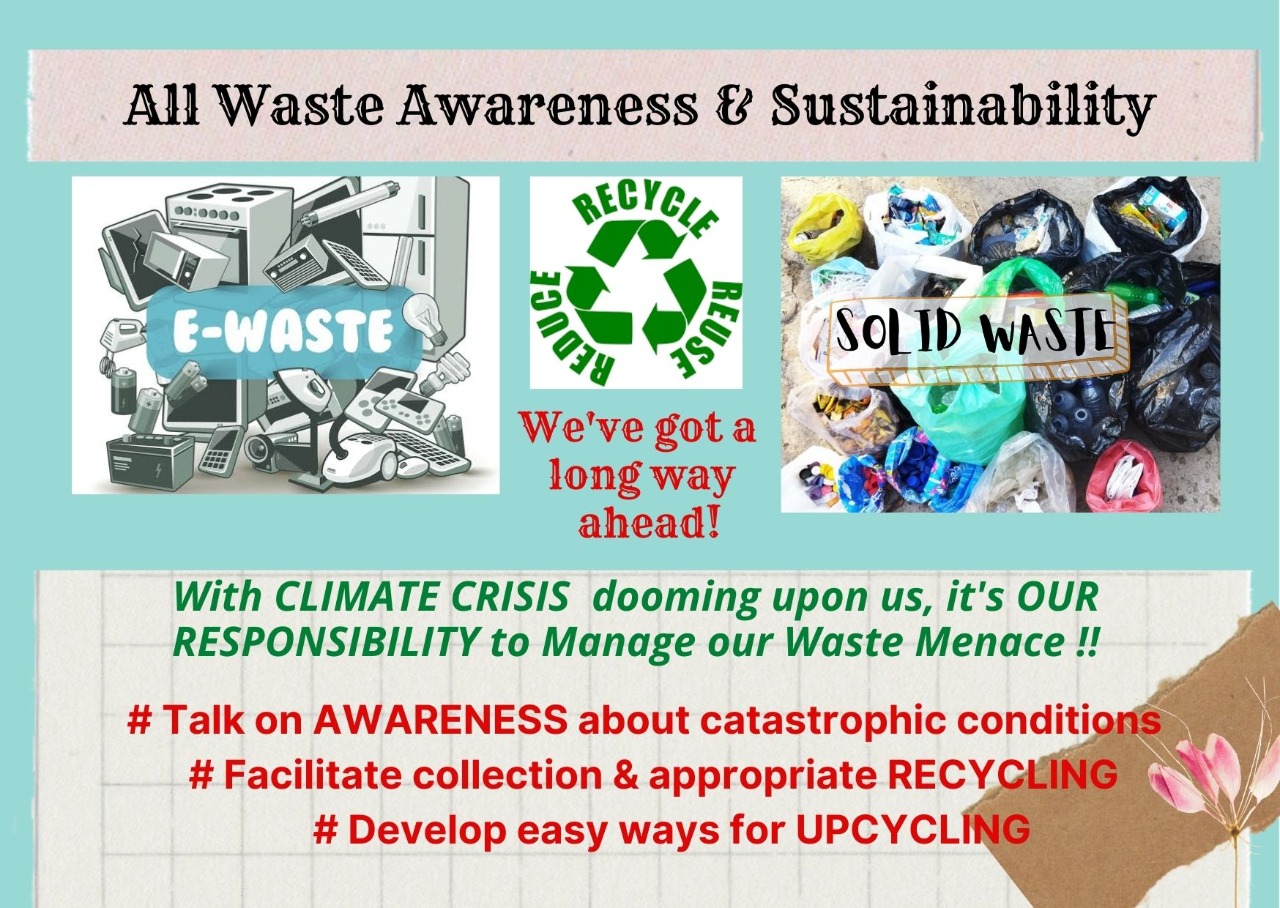 All Waste Awareness & Sustainability
E-WASTE
RECYCLE
REUSE
REDUCE
SOLID WASTE
We've got a
long way
ahead!
With CLIMATE CRISIS dooming upon us, it's OUR
RESPONSIBILITY to Manage our Waste Menace !!
# Talk on AWARENESS about catastrophic conditions
# Facilitate collection & appropriate RECYCLING
# Develop easy ways for UPCYCLING